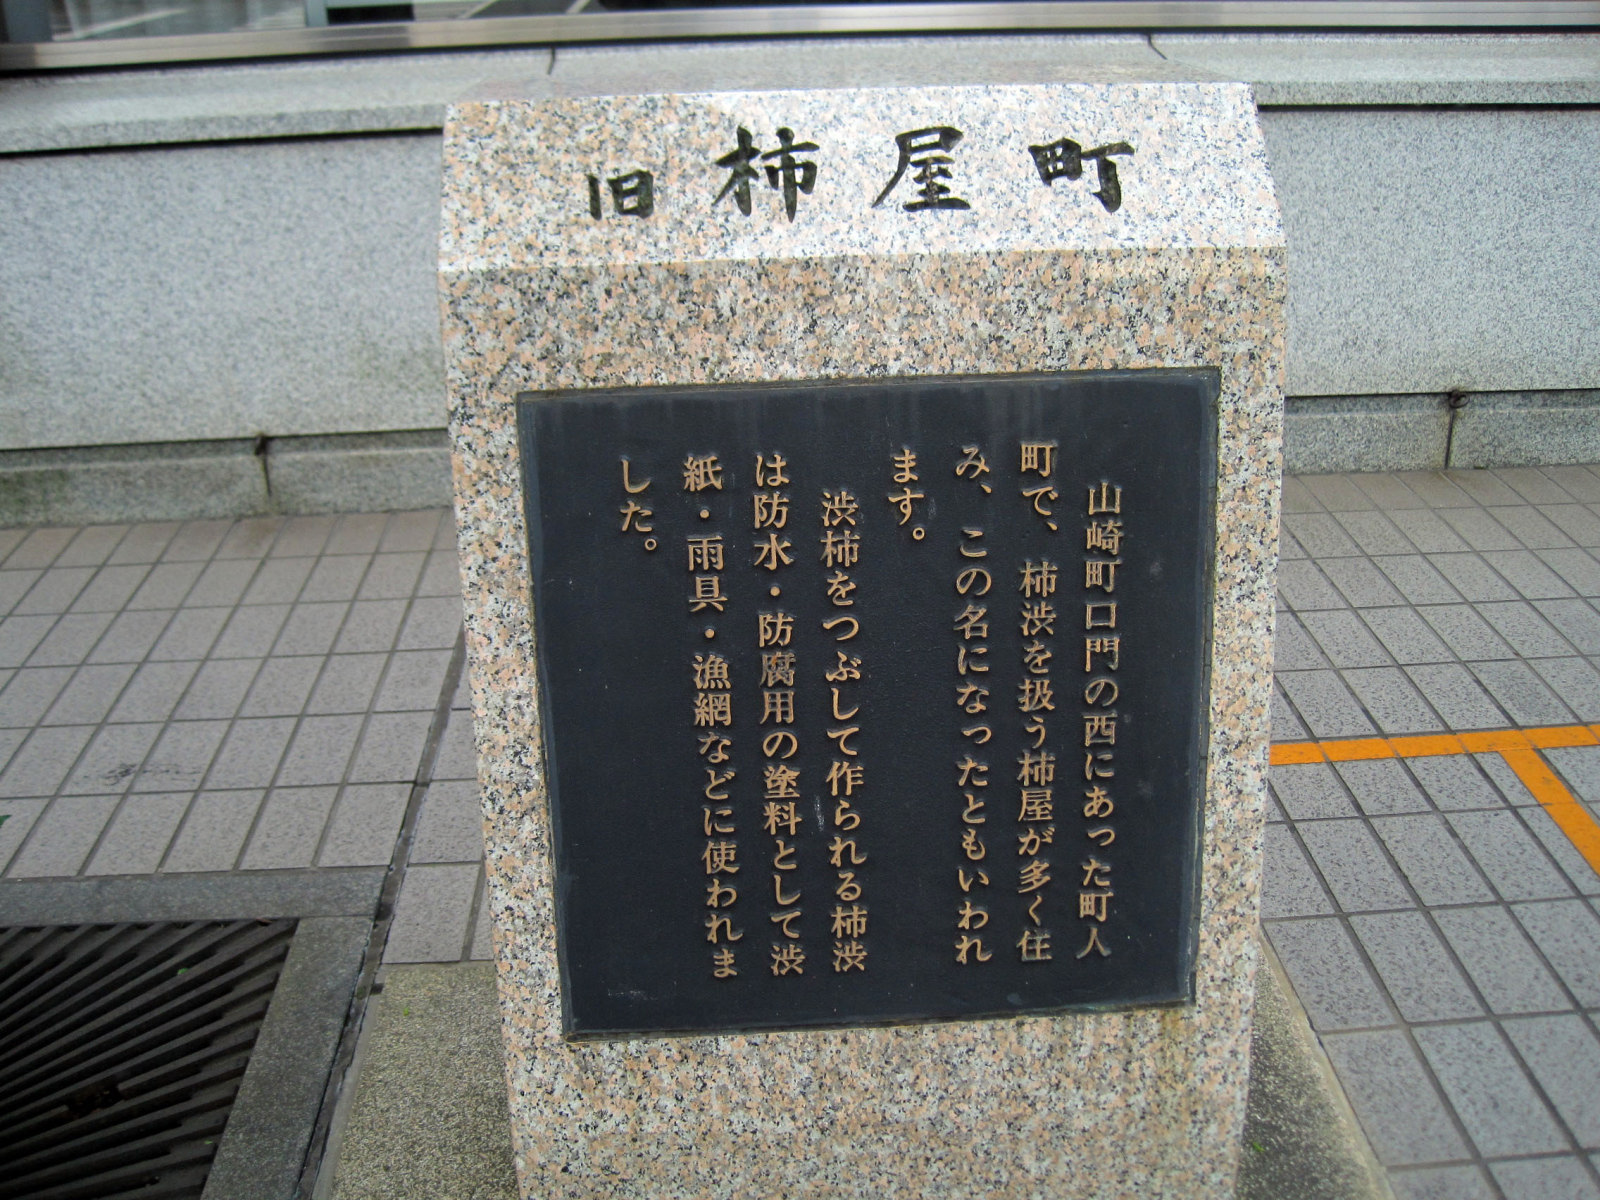 旧柿屋町
山崎町口門の西にあった町人
町で、柿渋を扱う柿屋が多く住
み、この名になったともいわれ
ます。
渋柿をつぶして作られる柿渋
は防水・防腐用の塗料として渋
紙・雨具・漁網などに使われま
した。